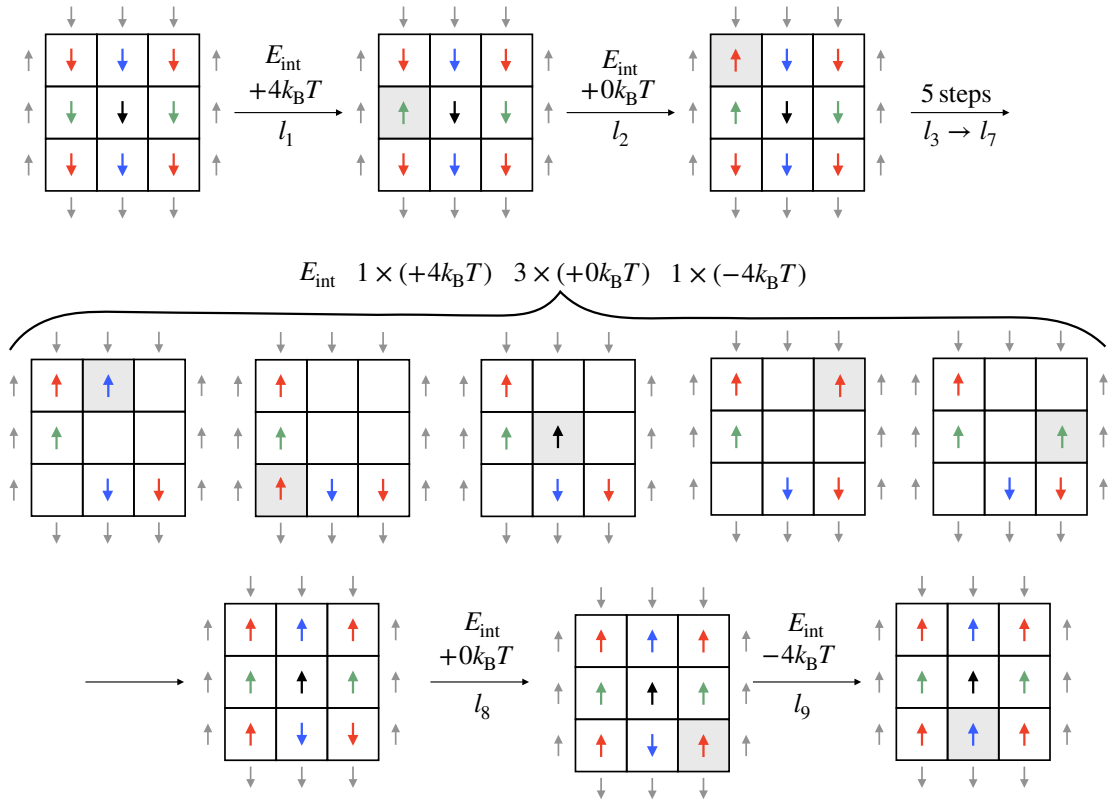 E_int
+4k_BT
l_1
E_int
+0k_BT
l_2
5 steps
l_3 → l_7
E_int 1 × (+4k_BT) 3 × (+0k_BT) 1 × (−4k_BT)
E_int
+0k_BT
l_8
E_int
−4k_BT
l_9